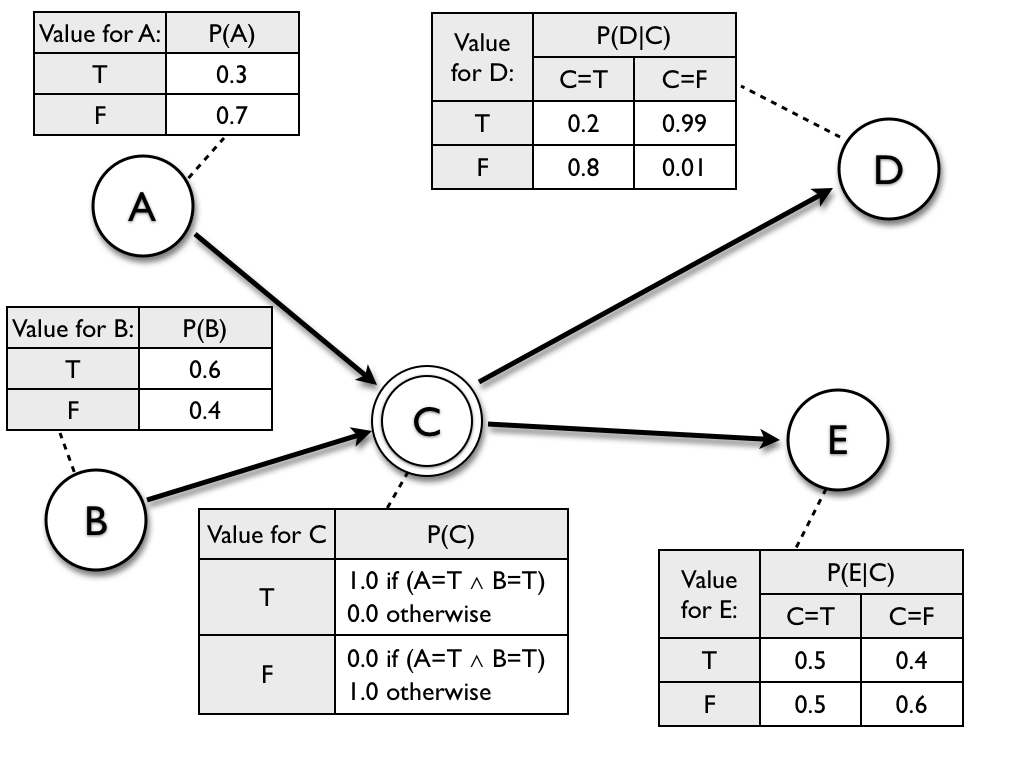 Value for A: P(A)
T 0.3
F 0.7
Value for D: P(D|C)
C=T C=F
T 0.2 0.99
F 0.8 0.01
A
D
Value for B: P(B)
T 0.6
F 0.4
C
E
B
Value for C P(C)
T 1.0 if (A=T ∧ B=T)
0.0 otherwise
F 0.0 if (A=T ∧ B=T)
1.0 otherwise
Value for E: P(E|C)
C=T C=F
T 0.5 0.4
F 0.5 0.6